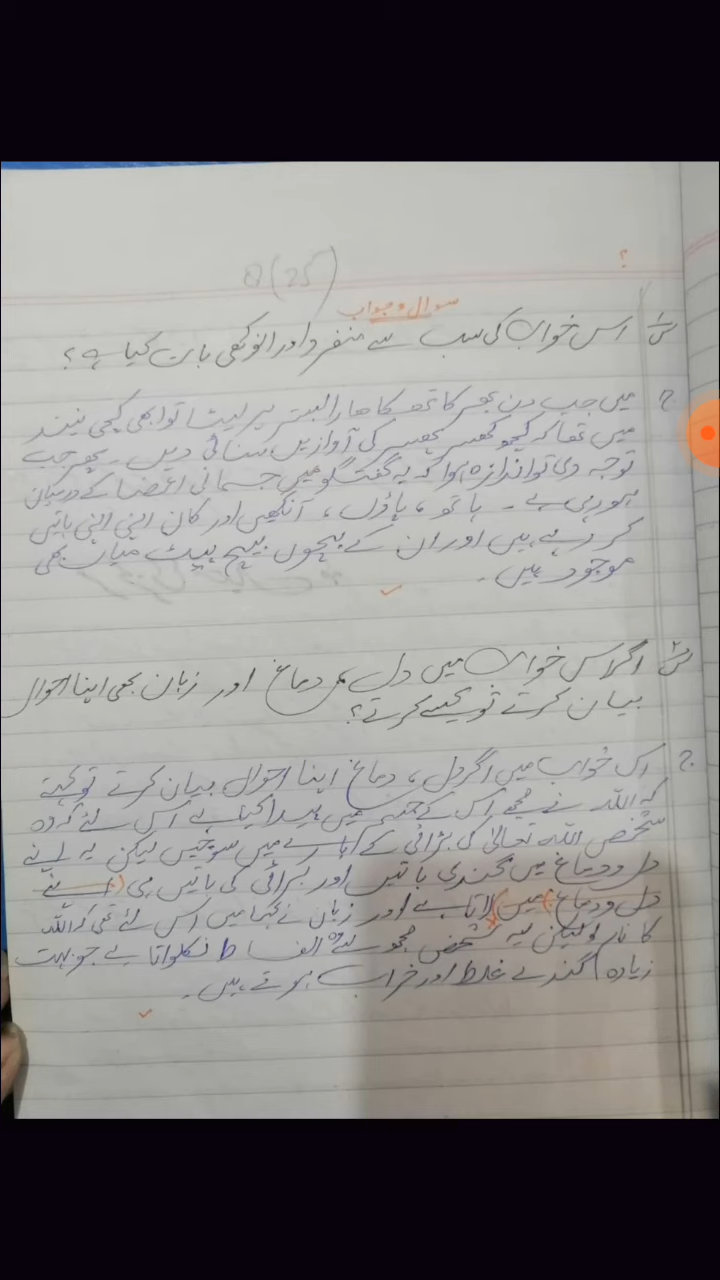 ؟
Q(25)
سوال و جواب
س۱ اس خواب کی سب سے منفرد اور انوکھی بات کیا ہے؟
ج میں جب دن بھر کا تھکا ہارا بستر پر لیٹا تو ابھی کچی نیند
میں تھا کہ کچھ کھسر پھسر کی آوازیں سنائی دیں۔ پھر جب
توجہ دی تو اندازہ ہوا کہ یہ گفتگو میں جسمانی اعضا کے درمیان
ہو رہی ہے۔ ہاتھ، پاؤں، آنکھیں اور کان اپنی اپنی باتیں
کر رہے ہیں اور ان کے بیچوں بیچ پیٹ میاں بھی
موجود ہیں۔
س۲ اگر اس خواب میں دل دماغ اور زبان بھی اپنا احوال
بیان کرتے تو کیسے کرتے؟
ج اس خواب میں اگر دل، دماغ اپنا احوال بیان کرتے تو کہتے
کہ اللہ نے مجھے اس کے جسم میں پیدا کیا ہے اس لئے کہ وہ
شخص اللہ تعالیٰ کی بڑائی کے بارے میں سوچیں لیکن یہ اپنے
دل و دماغ میں گندی باتیں اور برائی کی باتیں ہی اپنے
دل و دماغ میں لاتا ہے اور زبان نے کہا میں اس لئے تھی کہ اللہ
کا نام لو لیکن یہ شخص مجھ سے وہ الفاظ نکلواتا ہے جو بہت
زیادہ گندے غلط اور خراب ہوتے ہیں۔